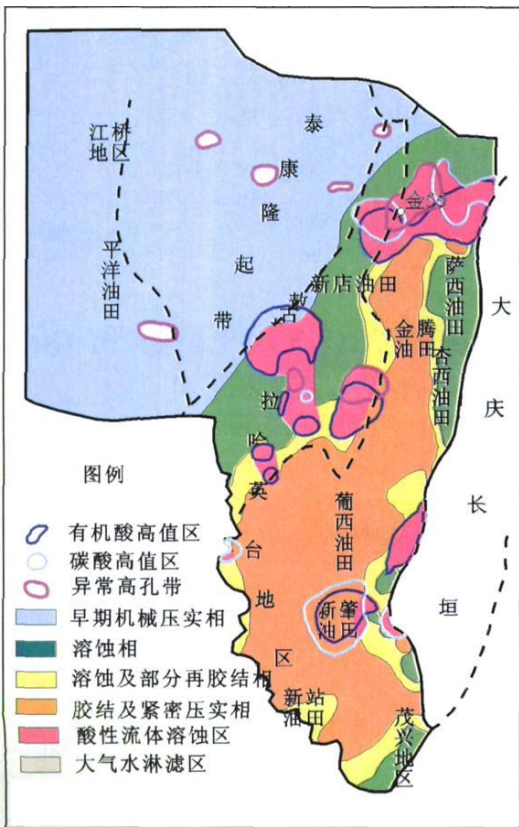 泰
康
隆
起
带
江桥
地区
平洋油田
金
新店油田
敖
古
拉
哈
金腾
油田
萨西油田
杏西油田
大
庆
长
垣
英
台
地
区
葡西油田
新肇
油田
新站
油田
茂兴地区
图例
有机酸高值区
碳酸高值区
异常高孔带
早期机械压实相
溶蚀相
溶蚀及部分再胶结相
胶结及紧密压实相
酸性流体溶蚀区
大气水淋滤区